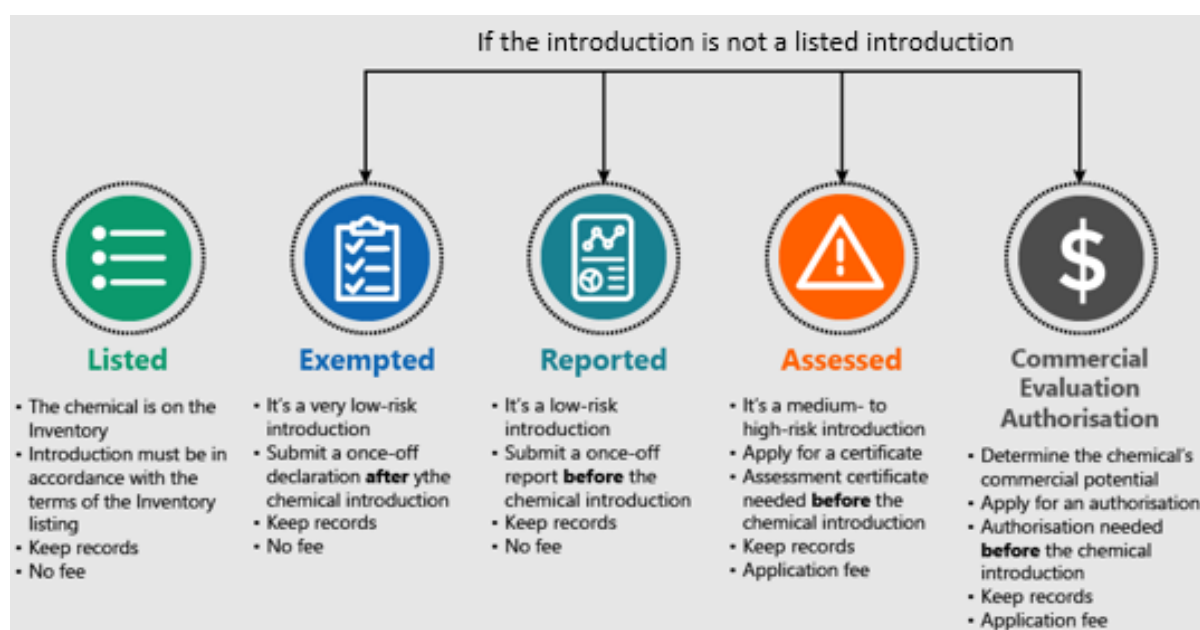 If the introduction is not a listed introduction
Listed
• The chemical is on the
Inventory
• Introduction must be in
accordance with the
terms of the Inventory
listing
• Keep records
• No fee
Exempted
• It's a very low-risk
introduction
• Submit a once-off
declaration after ythe
chemical introduction
• Keep records
• No fee
Reported
• It's a low-risk
introduction
• Submit a once-off
report before the
chemical introduction
• Keep records
• No fee
Assessed
• It's a medium- to
high-risk introduction
• Apply for a certificate
• Assessment certificate
needed before the
chemical introduction
• Keep records
• Application fee
$
Commercial
Evaluation
Authorisation
• Determine the chemical's
commercial potential
• Apply for an authorisation
• Authorisation needed
before the chemical
introduction
• Keep records
• Application fee